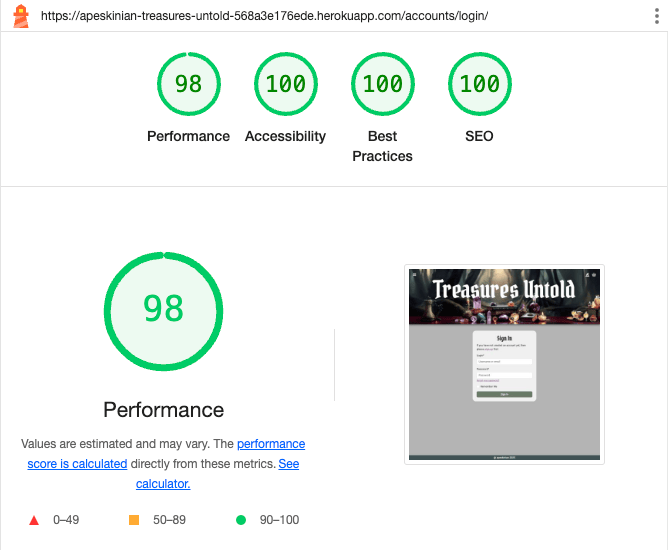 https://apeskinian-treasures-untold-568a3e176ede.herokuapp.com/accounts/login/
98
100
100
100
Performance
Accessibility
Best
Practices
SEO
98
Performance
Values are estimated and may vary. The performance
score is calculated directly from these metrics. See
calculator.
0–49
50–89
90–100
Treasures Untold
Sign In
Remember Me
Sign In